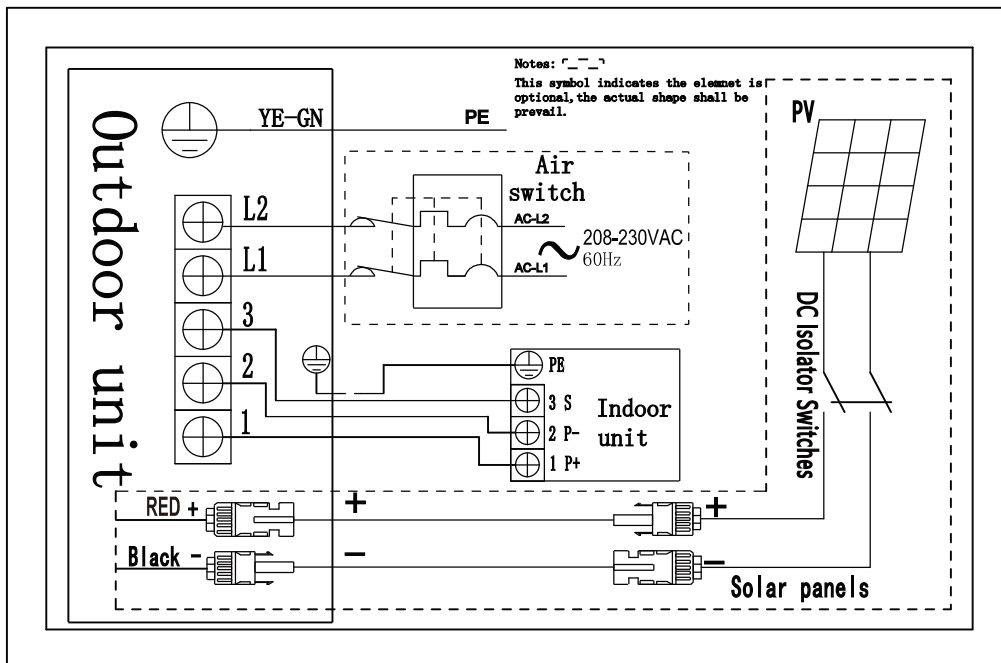 Notes:
This symbol indicates the elemnet is
optional, the actual shape shall be
prevail.
Outdoor unit
YE-GN
PE
PV
Air
switch
L2
AC-L2
208-230VAC
60Hz
L1
AC-L1
3
2
1
PE
3 S
2 P-
1 P+
Indoor
unit
DC Isolator Switches
RED +
+
+
Black -
−
−
Solar panels